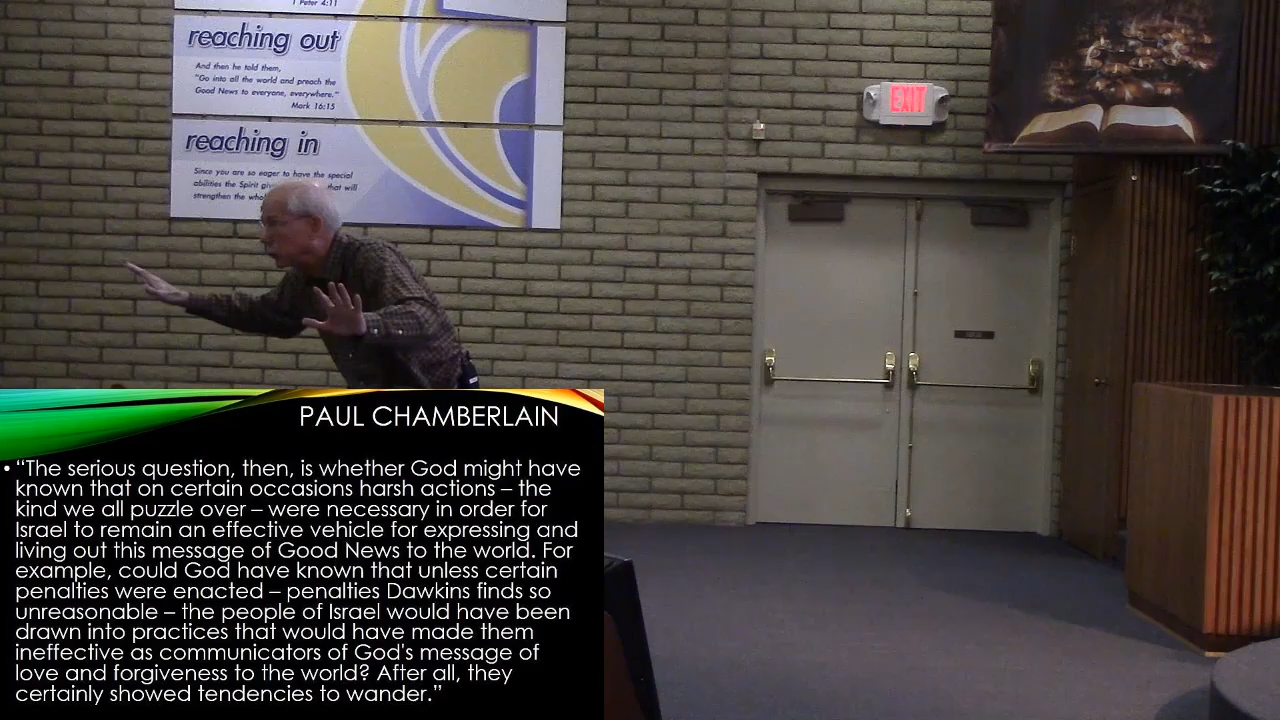 1 Peter 4:11
reaching out
And then he told them,
"Go into all the world and preach the
Good News to everyone, everywhere."
Mark 16:15
reaching in
Since you are so eager to have the special
abilities the Spirit that will
strengthen the
EXIT
PAUL CHAMBERLAIN
• “The serious question, then, is whether God might have
known that on certain occasions harsh actions – the
kind we all puzzle over – were necessary in order for
Israel to remain an effective vehicle for expressing and
living out this message of Good News to the world. For
example, could God have known that unless certain
penalties were enacted – penalties Dawkins finds so
unreasonable – the people of Israel would have been
drawn into practices that would have made them
ineffective as communicators of God's message of
love and forgiveness to the world? After all, they
certainly showed tendencies to wander.”